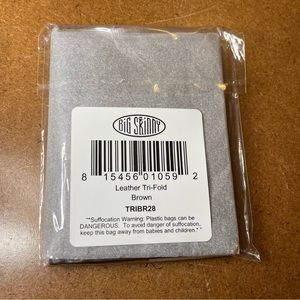 BIG SKINNY
8 15456 01059 2
Leather Tri-Fold
Brown
TRIBR28
"*Suffocation Warning: Plastic bags can be
DANGEROUS. To avoid danger of suffocation,
keep this bag away from babies and children.*"